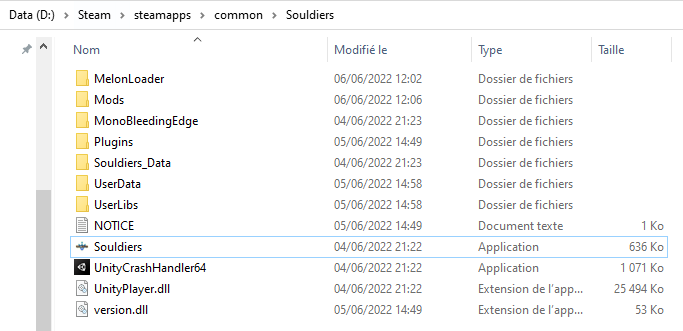 Data (D:) > Steam > steamapps > common > Souldiers
Nom Modifié le Type Taille
MelonLoader 06/06/2022 12:02 Dossier de fichiers
Mods 06/06/2022 12:06 Dossier de fichiers
MonoBleedingEdge 04/06/2022 21:23 Dossier de fichiers
Plugins 05/06/2022 14:49 Dossier de fichiers
Souldiers_Data 04/06/2022 21:23 Dossier de fichiers
UserData 05/06/2022 14:58 Dossier de fichiers
UserLibs 05/06/2022 14:58 Dossier de fichiers
NOTICE 05/06/2022 14:49 Document texte 1 Ko
Souldiers 04/06/2022 21:22 Application 636 Ko
UnityCrashHandler64 04/06/2022 21:22 Application 1 071 Ko
UnityPlayer.dll 04/06/2022 21:22 Extension de l'app... 25 494 Ko
version.dll 05/06/2022 14:49 Extension de l'app... 53 Ko